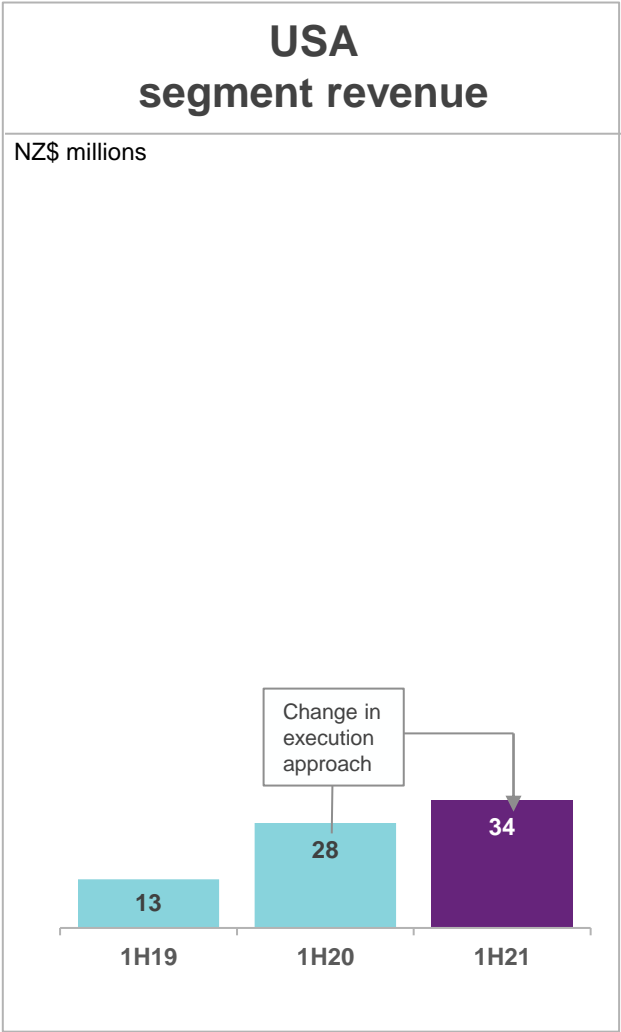 USA
segment revenue
NZ$ millions
Change in
execution
approach
13
28
34
1H19
1H20
1H21